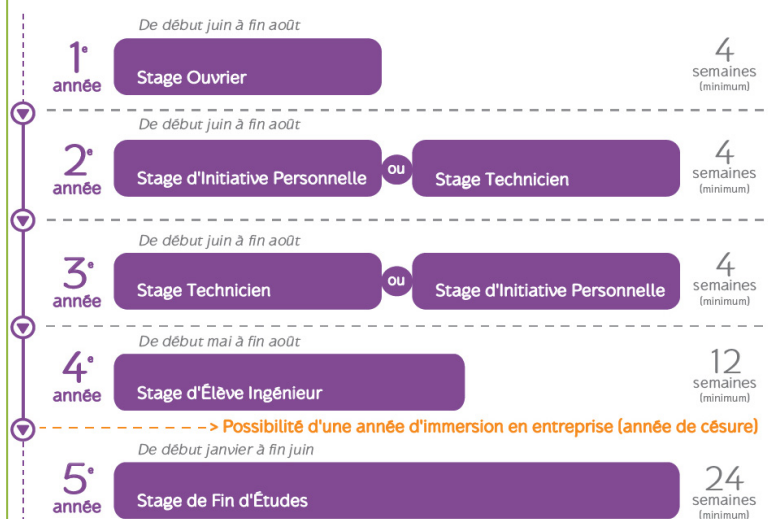 De début juin à fin août
1e
année
Stage Ouvrier
4
semaines
(minimum)
De début juin à fin août
2e
année
Stage d'Initiative Personnelle
ou
Stage Technicien
4
semaines
(minimum)
De début juin à fin août
3e
année
Stage Technicien
ou
Stage d'Initiative Personnelle
4
semaines
(minimum)
De début mai à fin août
4e
année
Stage d'Élève Ingénieur
12
semaines
(minimum)
> Possibilité d'une année d'immersion en entreprise (année de césure)
De début janvier à fin juin
5e
année
Stage de Fin d'Études
24
semaines
(minimum)